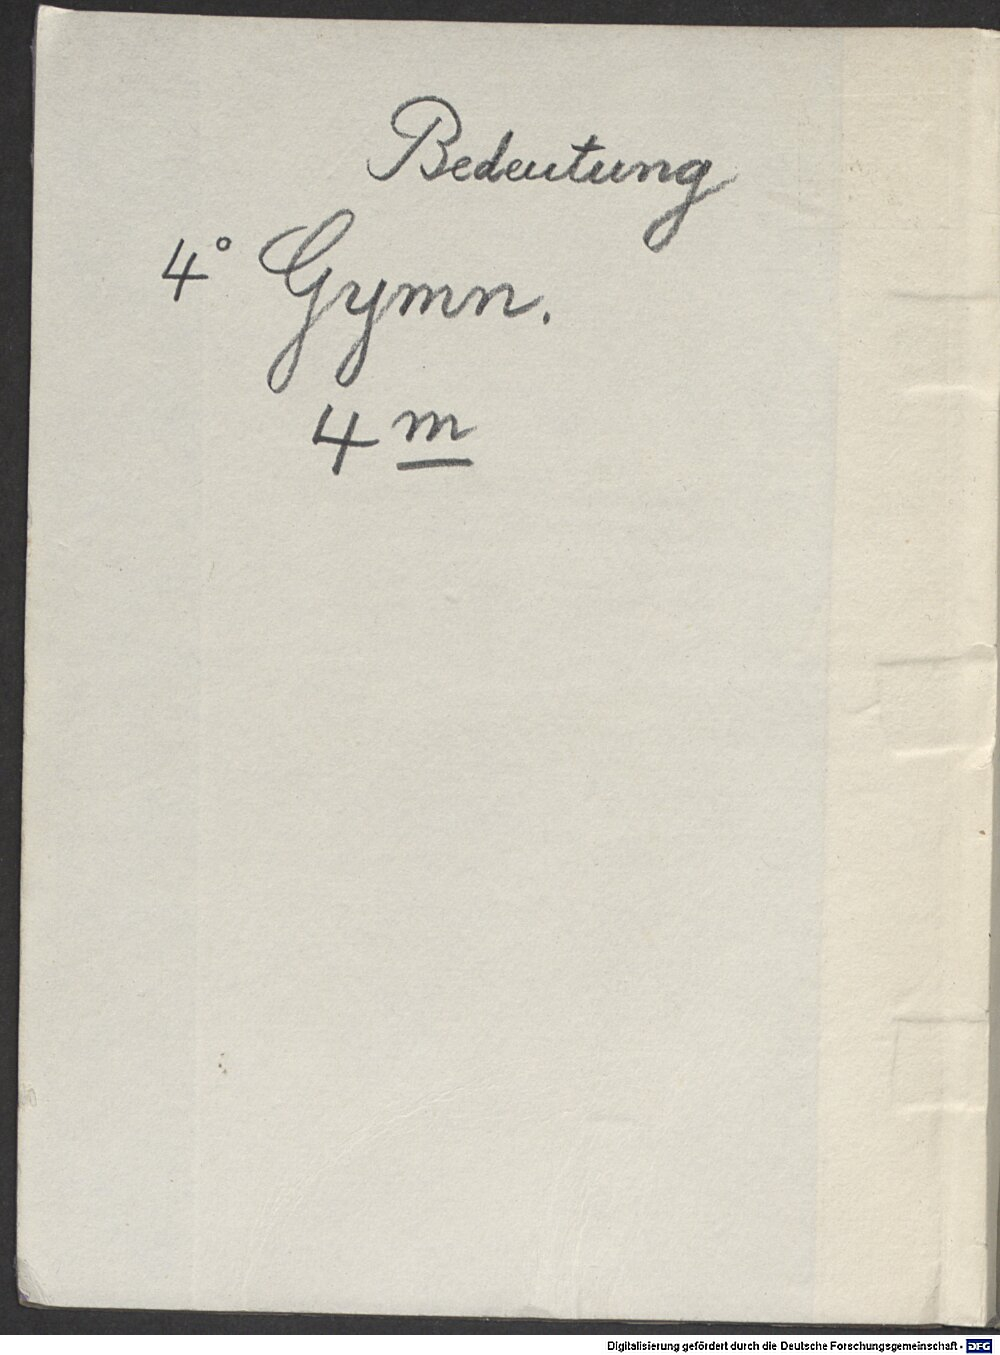 Bedeutung
4° Gymn.
4 m
Digitalisierung gefördert durch die Deutsche Forschungsgemeinschaft - DFG